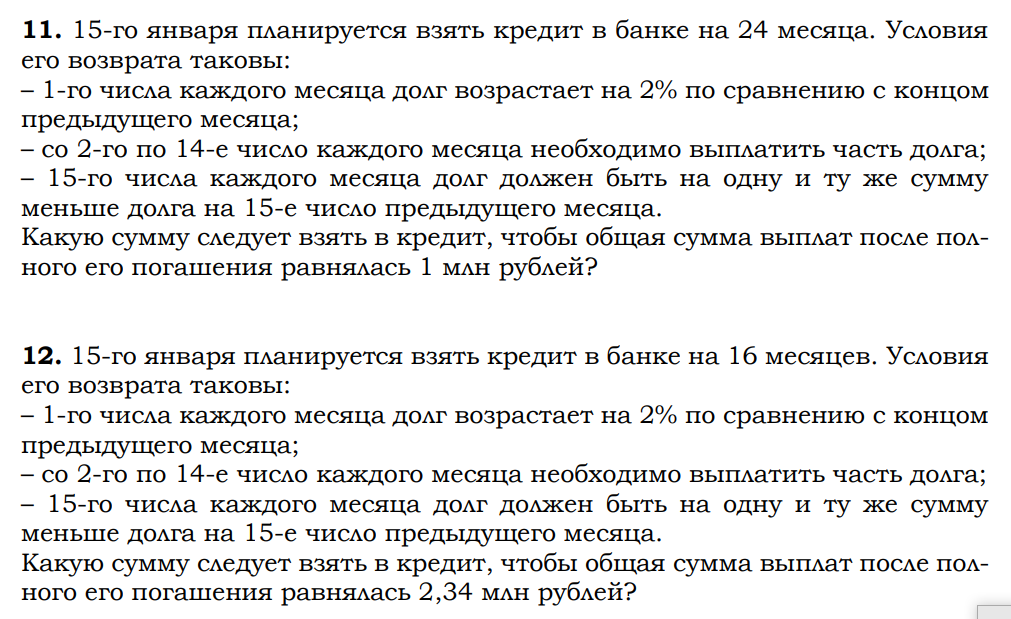 11. 15-го января планируется взять кредит в банке на 24 месяца. Условия
его возврата таковы:
– 1-го числа каждого месяца долг возрастает на 2% по сравнению с концом
предыдущего месяца;
– со 2-го по 14-е число каждого месяца необходимо выплатить часть долга;
– 15-го числа каждого месяца долг должен быть на одну и ту же сумму
меньше долга на 15-е число предыдущего месяца.
Какую сумму следует взять в кредит, чтобы общая сумма выплат после пол-
ного его погашения равнялась 1 млн рублей?
12. 15-го января планируется взять кредит в банке на 16 месяцев. Условия
его возврата таковы:
– 1-го числа каждого месяца долг возрастает на 2% по сравнению с концом
предыдущего месяца;
– со 2-го по 14-е число каждого месяца необходимо выплатить часть долга;
– 15-го числа каждого месяца долг должен быть на одну и ту же сумму
меньше долга на 15-е число предыдущего месяца.
Какую сумму следует взять в кредит, чтобы общая сумма выплат после пол-
ного его погашения равнялась 2,34 млн рублей?